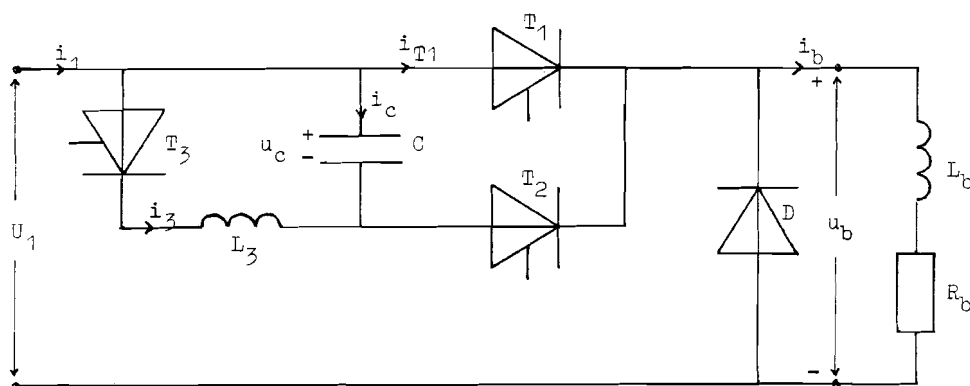 i1
iT1
T1
ib
+
ic
+
uc
-
C
T3
T2
Lb
i3
L3
U1
D
ub
Rb
-